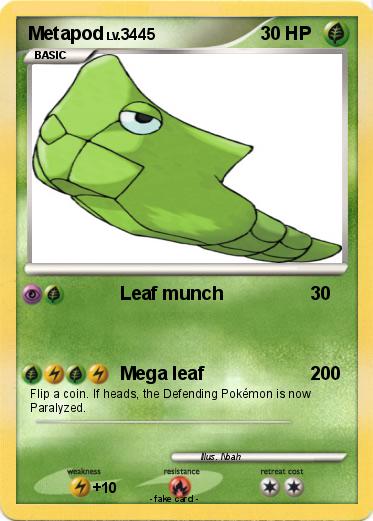 Metapod LV.3445 30 HP
BASIC
Leaf munch 30
Mega leaf 200
Flip a coin. If heads, the Defending Pokémon is now
Paralyzed.
Illus. Nbah
weakness resistance retreat cost
+10
- fake card -